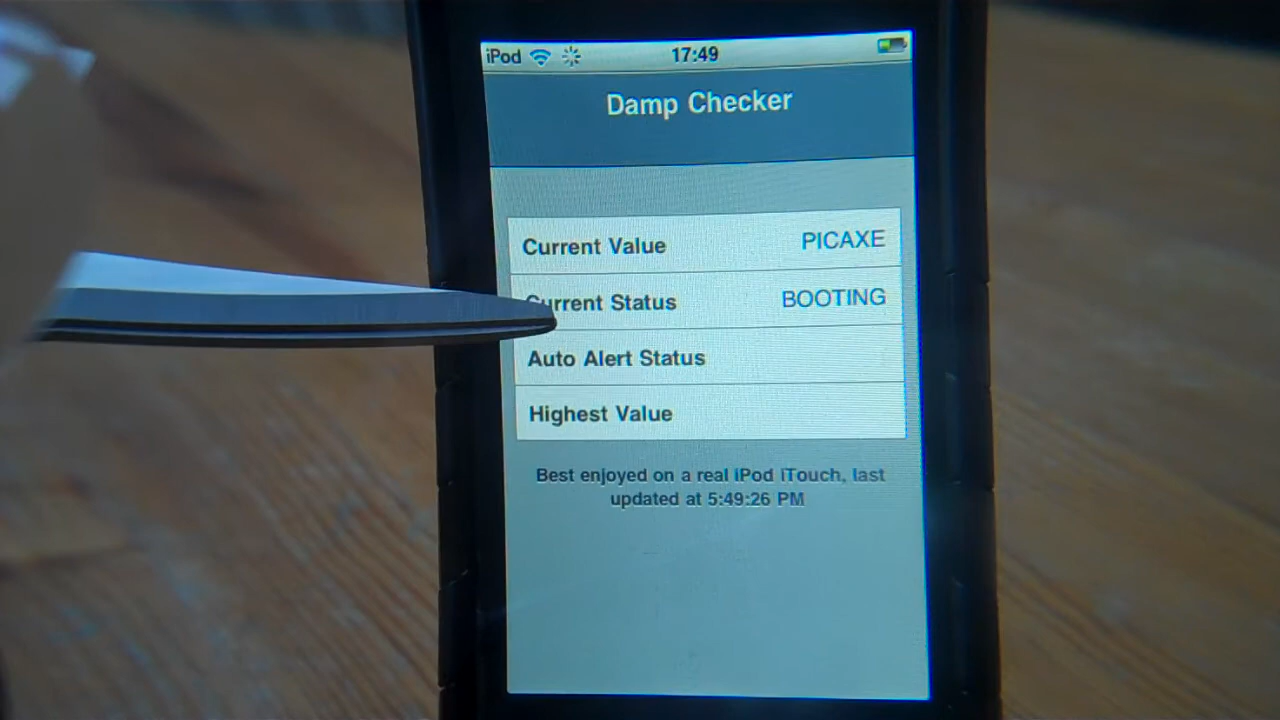 iPod 17:49
Damp Checker
Current Value PICAXE
Current Status BOOTING
Auto Alert Status
Highest Value
Best enjoyed on a real iPod iTouch, last
updated at 5:49:26 PM